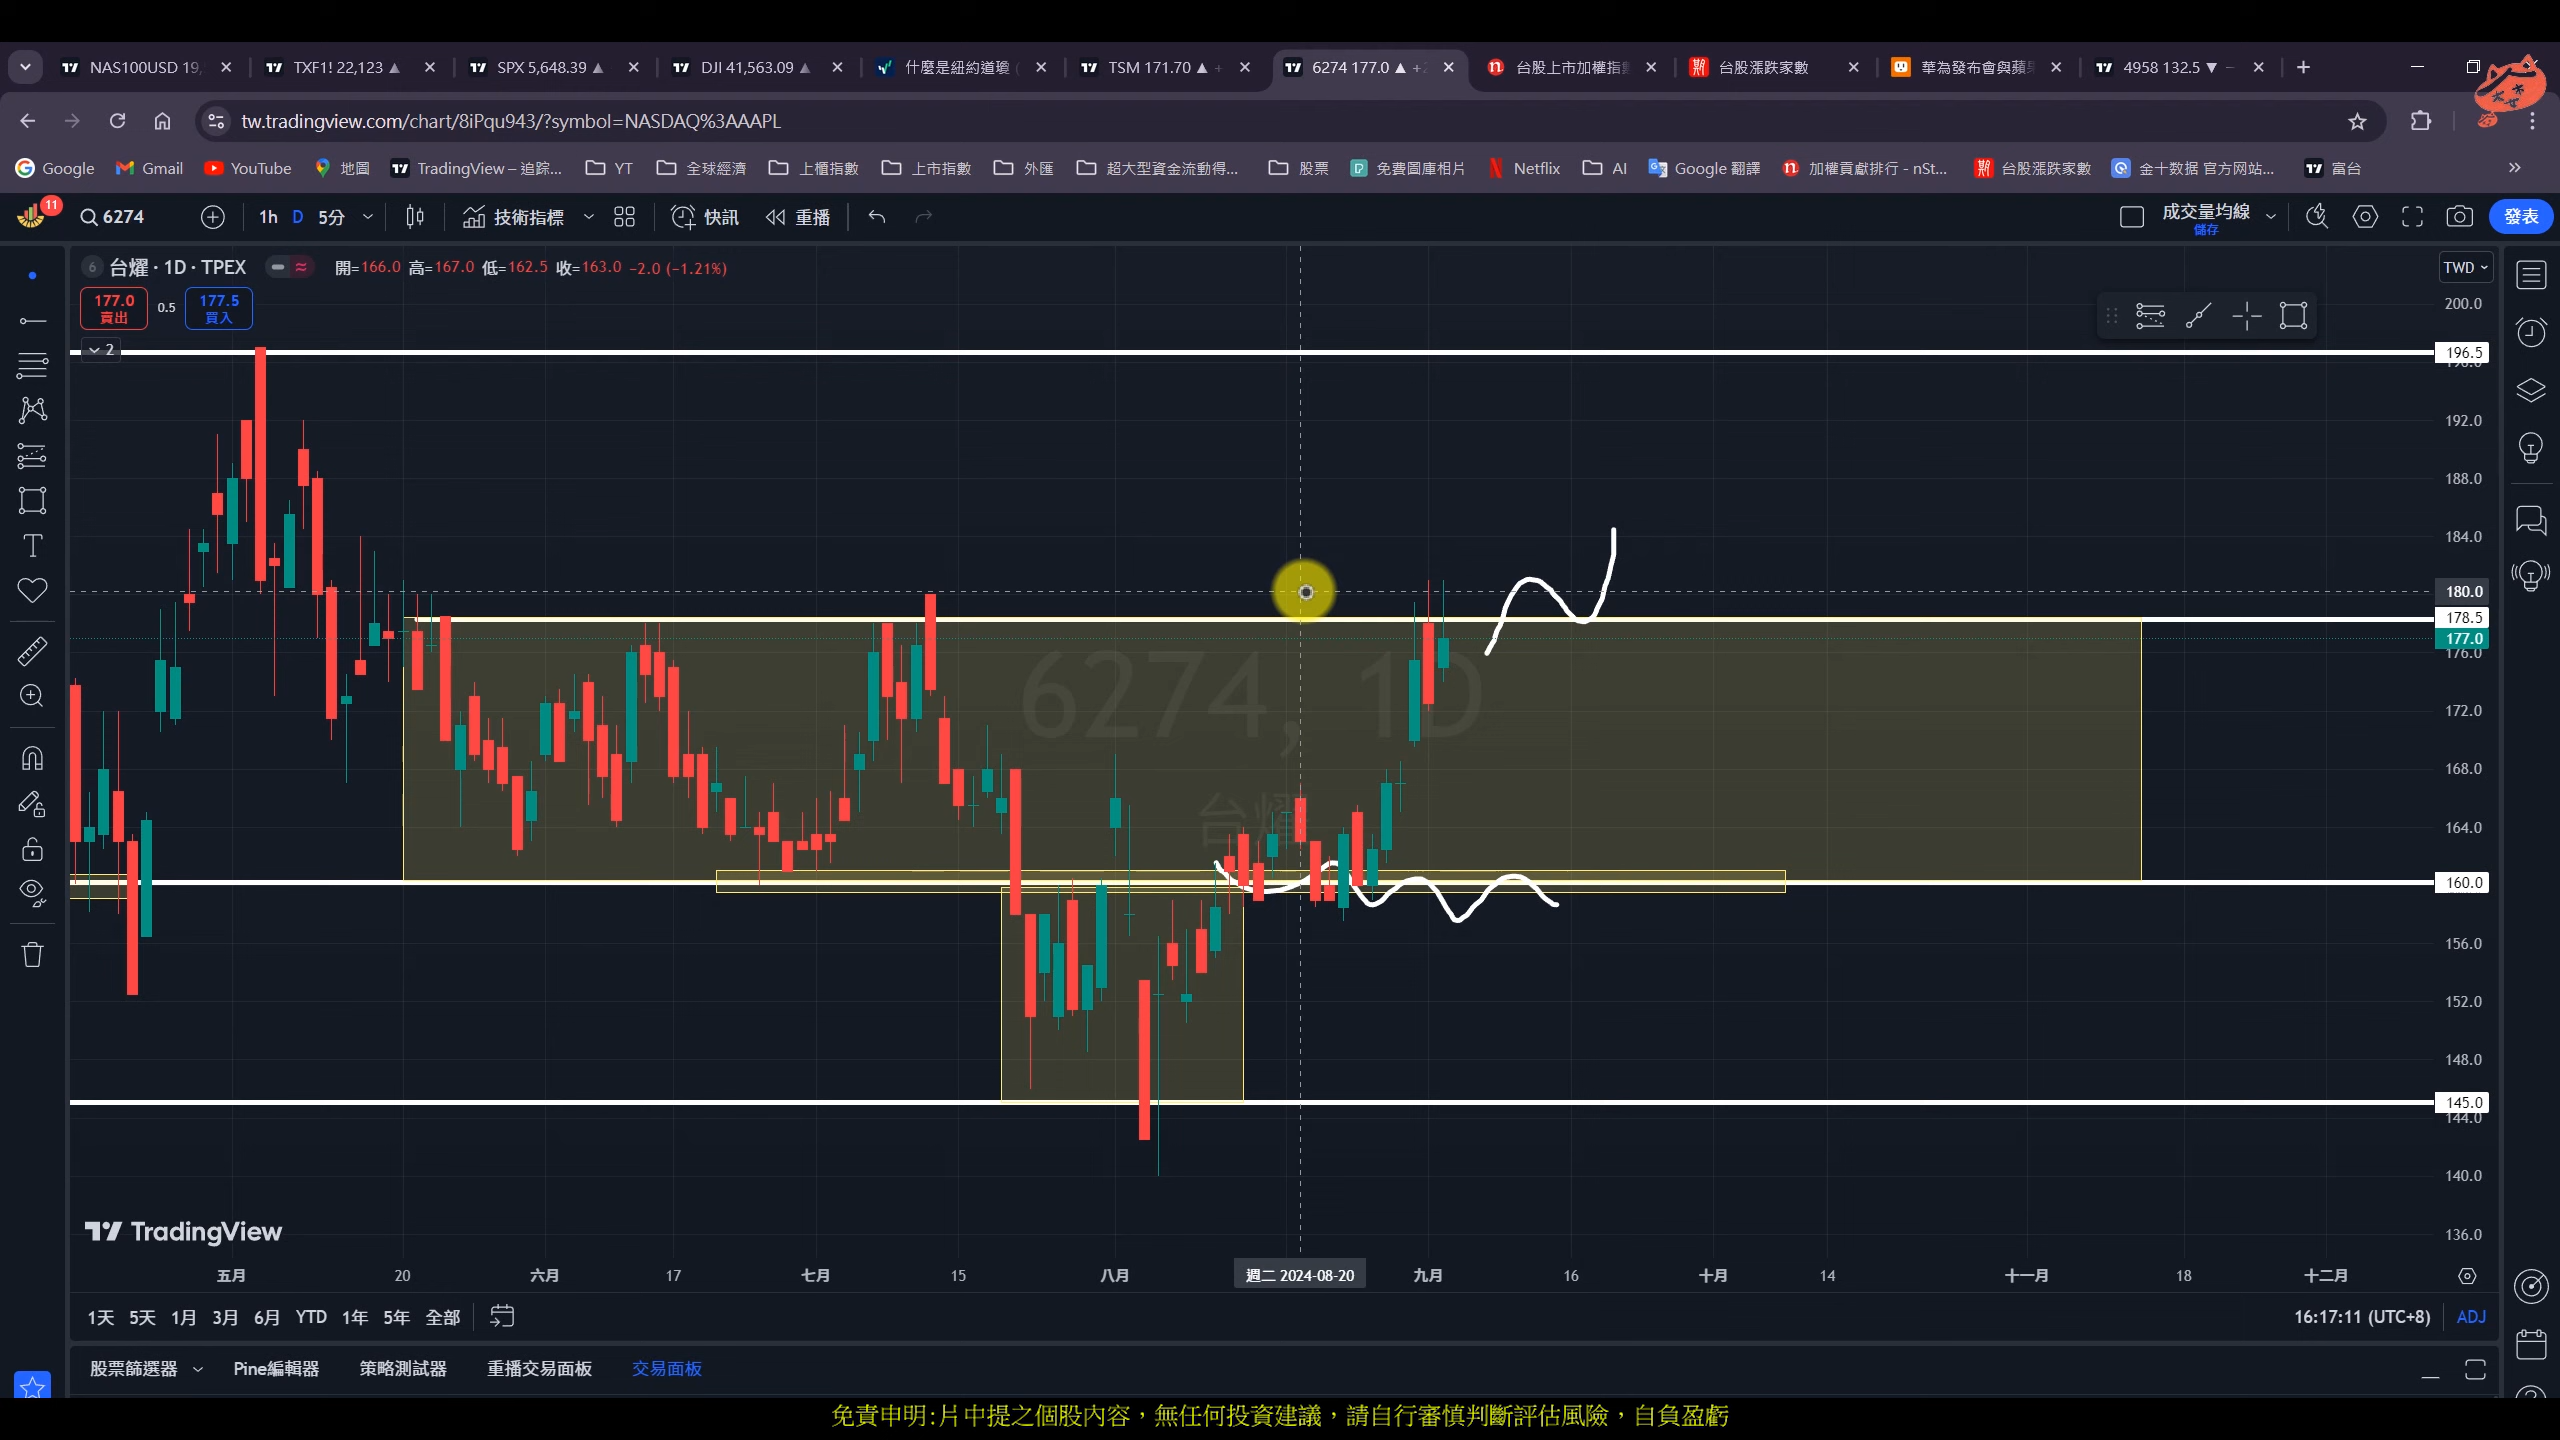 NAS100USD 19,
TXF1! 22,123 ▲
SPX 5,648.39 ▲
DJI 41,563.09 ▲
什麼是紐約道瓊
TSM 171.70 ▲ +
6274 177.0 ▲ +2
台股上市加權指
台股漲跌家數
華為發布會與蘋
4958 132.5 ▼ −
tw.tradingview.com/chart/8iPqu943/?symbol=NASDAQ%3AAAPL
Google
Gmail
YouTube
地圖
TradingView – 追踪...
YT
全球經濟
上櫃指數
上市指數
外匯
超大型資金流動得...
股票
免費圖庫相片
Netflix
AI
Google 翻譯
加權貢獻排行 - nSt...
台股漲跌家數
金十数据 官方网站...
富台
11
6274
1h D 5分
技術指標
快訊
重播
成交量均線
儲存
發表
6 台燿 · 1D · TPEX 開=166.0 高=167.0 低=162.5 收=163.0 -2.0 (-1.21%)
TWD
177.0
賣出
0.5
177.5
買入
2
200.0
196.5
192.0
188.0
184.0
180.0
178.5
177.0
176.0
172.0
168.0
164.0
160.0
156.0
152.0
148.0
145.0
144.0
140.0
136.0
6274, 1D
台燿
TradingView
五月
20
六月
17
七月
15
八月
週二 2024-08-20
九月
16
十月
14
十一月
18
十二月
1天 5天 1月 3月 6月 YTD 1年 5年 全部
16:17:11 (UTC+8) ADJ
股票篩選器
Pine編輯器
策略測試器
重播交易面板
交易面板
免責申明:片中提之個股內容，無任何投資建議，請自行審慎判斷評估風險，自負盈虧